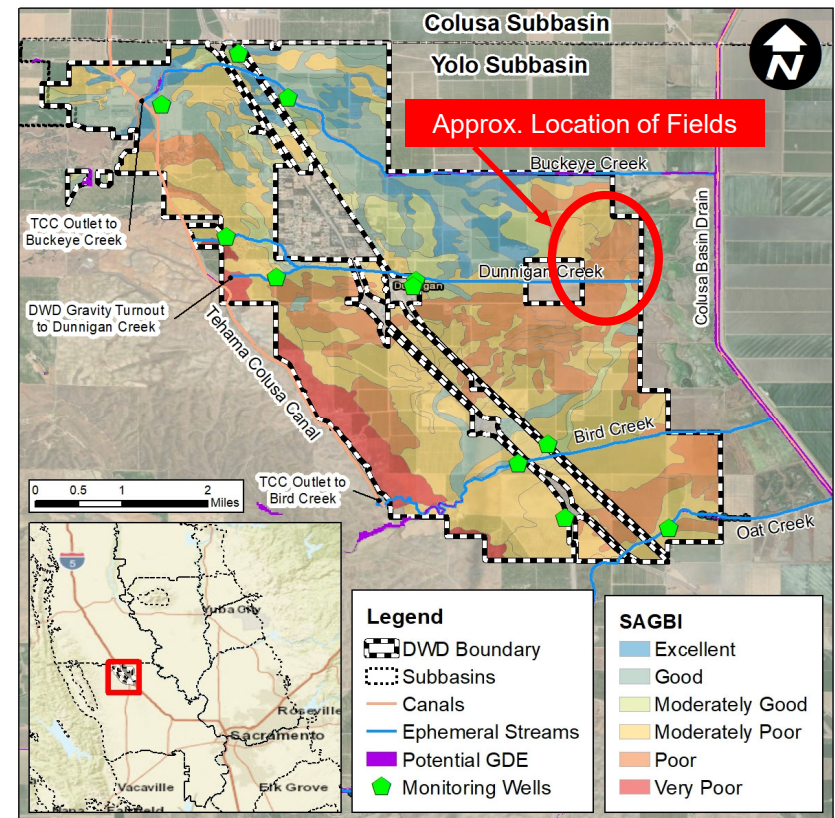 Colusa Subbasin
Yolo Subbasin
N
Approx. Location of Fields
Buckeye Creek
TCC Outlet to
Buckeye Creek
Colusa Basin Drain
Dunnigan Creek
Dunnigan
DWD Gravity Turnout
to Dunnigan Creek
Tehama Colusa Canal
Bird Creek
TCC Outlet to
Bird Creek
Oat Creek
0 0.5 1 2
Miles
5
Yuba City
Roseville
Sacramento
Vacaville
Elk Grove
Napa
Fairfield
Legend
DWD Boundary
Subbasins
Canals
Ephemeral Streams
Potential GDE
Monitoring Wells
SAGBI
Excellent
Good
Moderately Good
Moderately Poor
Poor
Very Poor